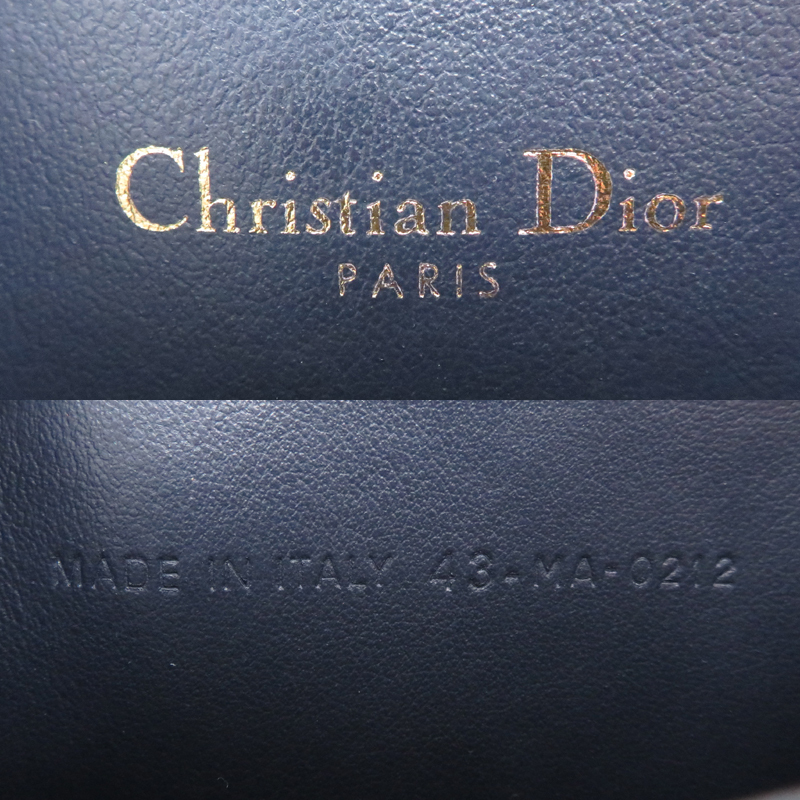 Christian Dior
PARIS
MADE IN ITALY 43-MA-0212